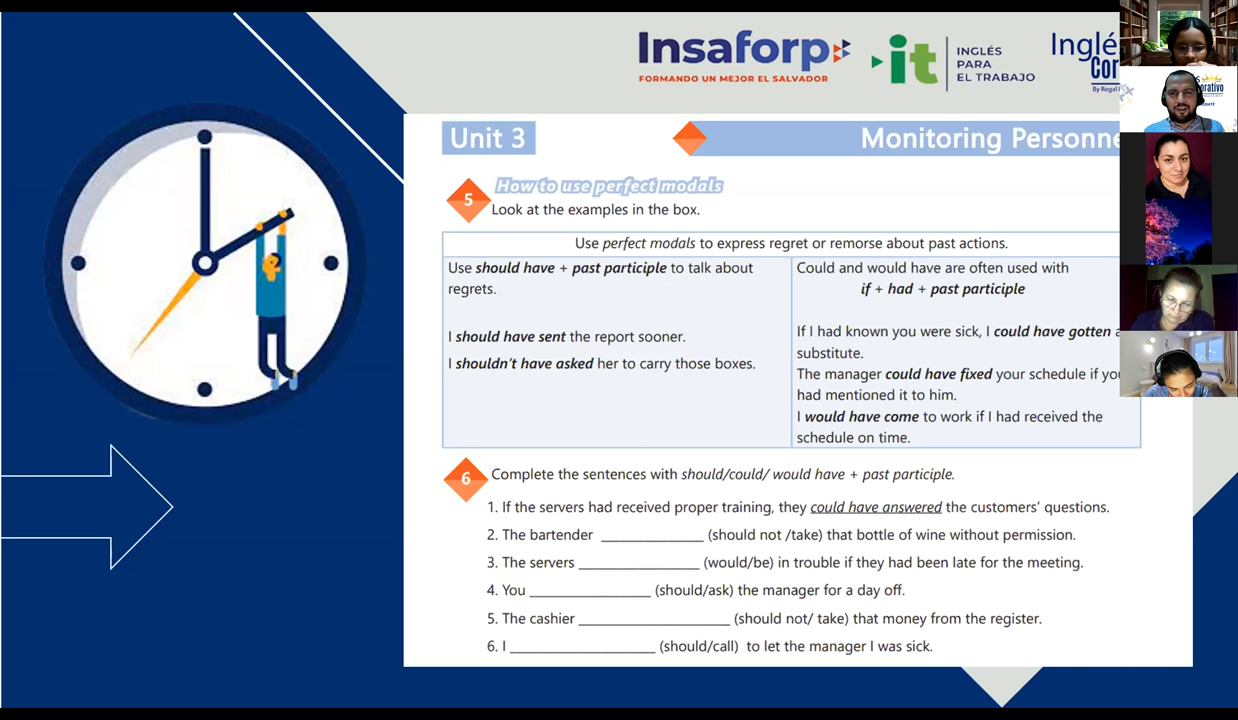 Insaforp
FORMANDO UN MEJOR EL SALVADOR
it
INGLÉS
PARA
EL TRABAJO
Inglé
Cor
By Regal
Unit 3
Monitoring Personne
5
How to use perfect modals
Look at the examples in the box.
Use perfect modals to express regret or remorse about past actions.
Use should have + past participle to talk about
regrets.
I should have sent the report sooner.
I shouldn't have asked her to carry those boxes.
Could and would have are often used with
if + had + past participle
If I had known you were sick, I could have gotten a
substitute.
The manager could have fixed your schedule if you
had mentioned it to him.
I would have come to work if I had received the
schedule on time.
6
Complete the sentences with should/could/ would have + past participle.
1. If the servers had received proper training, they could have answered the customers' questions.
2. The bartender ______________ (should not /take) that bottle of wine without permission.
3. The servers ________________ (would/be) in trouble if they had been late for the meeting.
4. You ________________ (should/ask) the manager for a day off.
5. The cashier ____________________ (should not/ take) that money from the register.
6. I ___________________ (should/call) to let the manager I was sick.